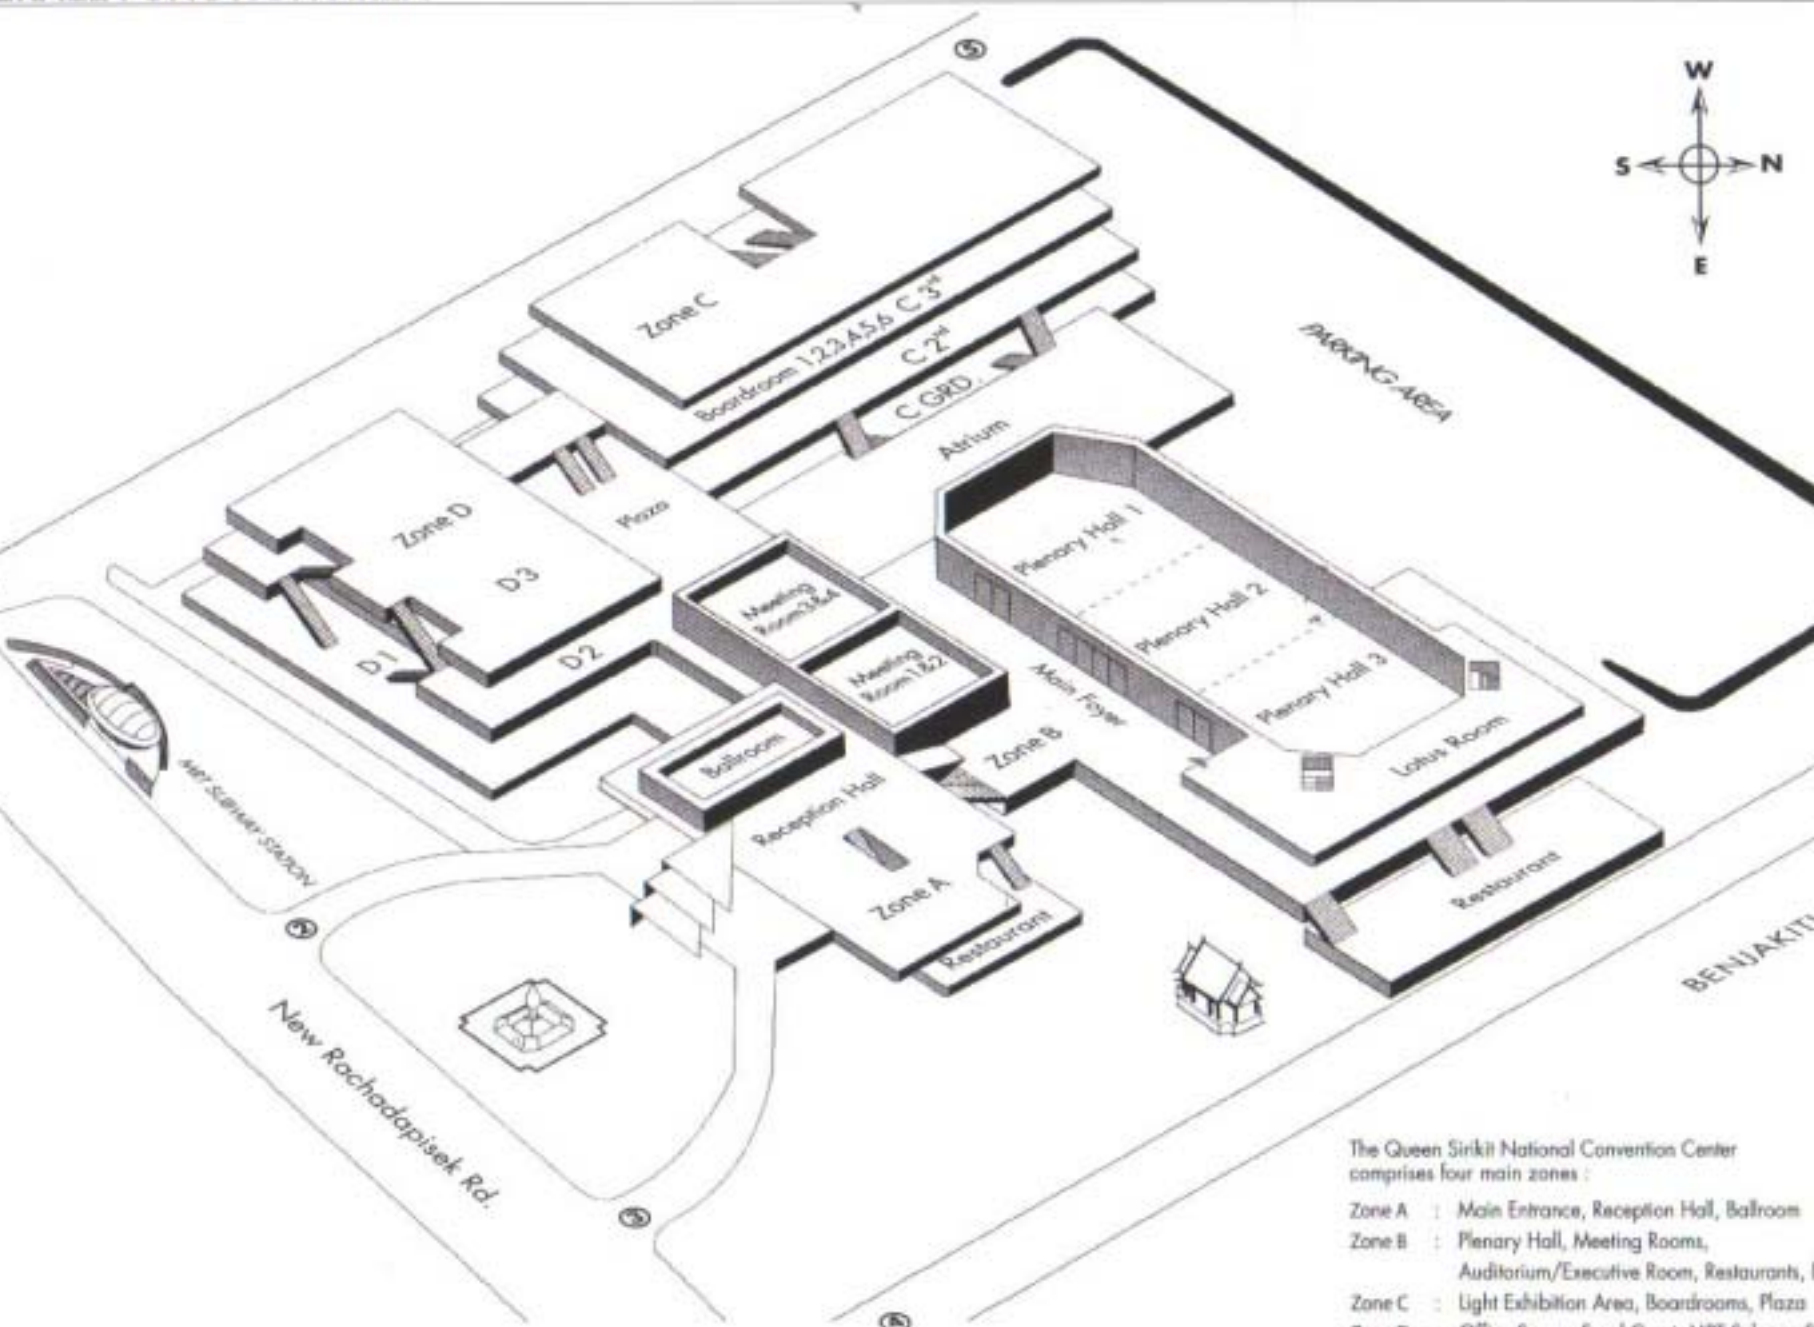 5
W
S N
E
Zone C
Boardroom 1,2,3,4,5,6 C 3rd
C 2nd
C GRD.
Atrium
PARKING AREA
Zone D
D3
Plaza
D1
D2
Meeting
Room 3&4
Meeting
Room 1&2
Plenary Hall 1
Plenary Hall 2
Plenary Hall 3
Main Foyer
Zone B
Lotus Room
Ballroom
Reception Hall
Zone A
Restaurant
Restaurant
MRT SUBWAY STATION
2
New Rachadapisek Rd.
3
4
The Queen Sirikit National Convention Center
comprises four main zones :
Zone A : Main Entrance, Reception Hall, Ballroom
Zone B : Plenary Hall, Meeting Rooms,
Auditorium/Executive Room, Restaurants,
Zone C : Light Exhibition Area, Boardrooms, Plaza